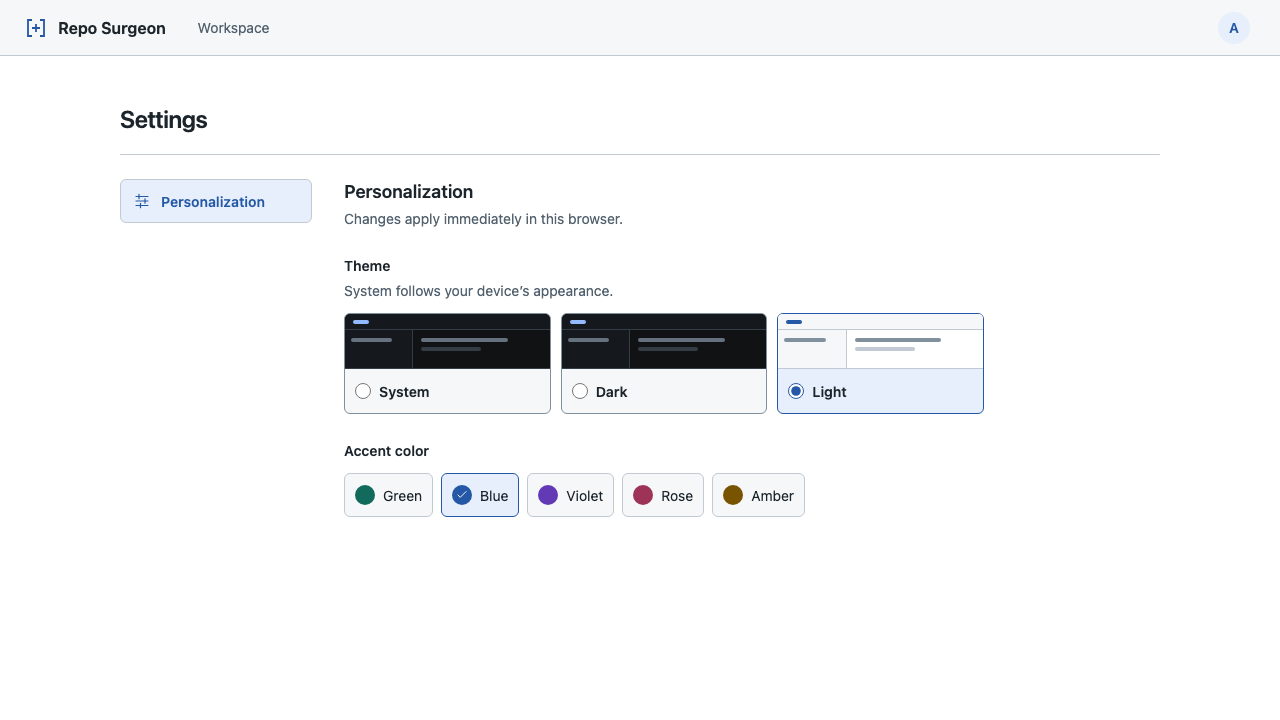 Repo Surgeon
Workspace
A
Settings
Personalization
Personalization
Changes apply immediately in this browser.
Theme
System follows your device’s appearance.
System
Dark
Light
Accent color
Green
Blue
Violet
Rose
Amber